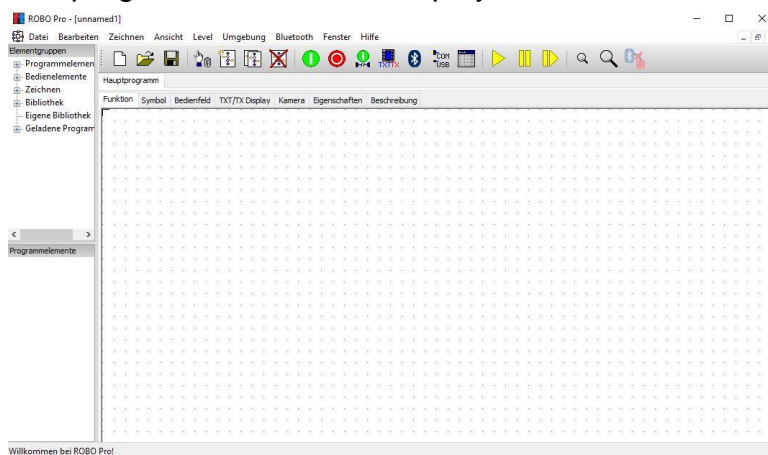 ROBO Pro - [unnamed1]
Datei Bearbeiten Zeichnen Ansicht Level Umgebung Bluetooth Fenster Hilfe
Elementgruppen
Programmelemen
Bedienelemente
Zeichnen
Bibliothek
Eigene Bibliothek
Geladene Program
TXT/TX
COM
USB
Hauptprogramm
Funktion Symbol Bedienfeld TXT/TX Display Kamera Eigenschaften Beschreibung
Programmelemente
Willkommen bei ROBO Pro!